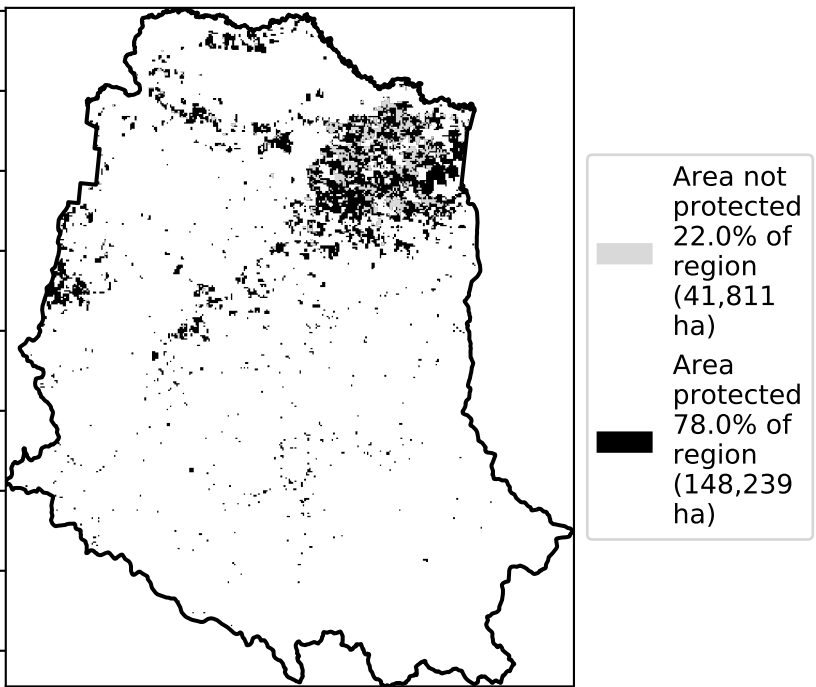 Area not
protected
22.0% of
region
(41,811
ha)
Area
protected
78.0% of
region
(148,239
ha)